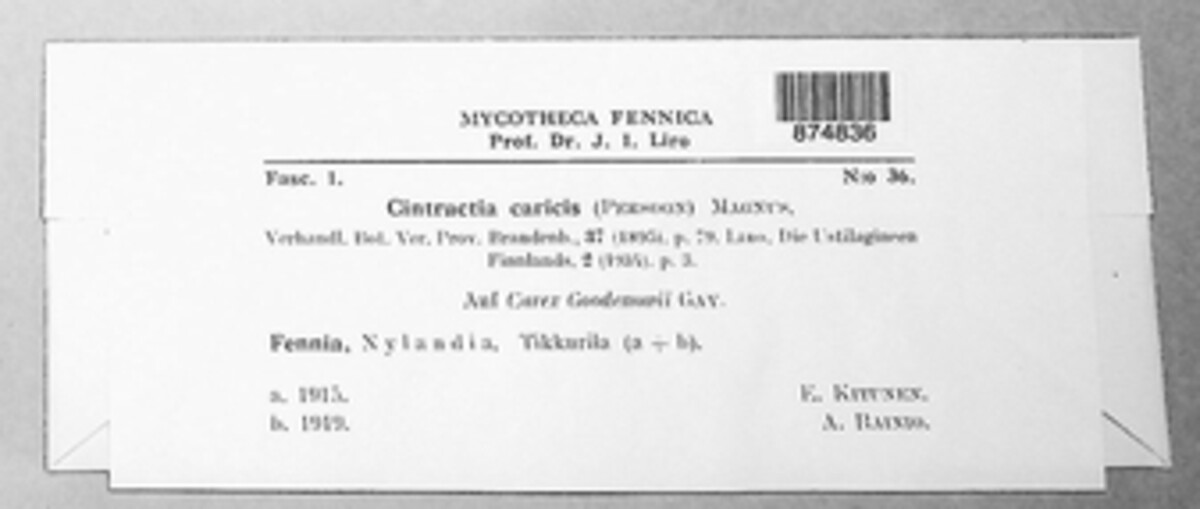 MYCOTHECA FENNICA
Prof. Dr. J. I. Liro
874836
Fasc. 1.
N:o 36.
Cintractia caricis (PERSOON) MAGNUS.
Verhandl. Bot. Ver. Prov. Brandenb., 37 (1895), p. 79. LIRO, Die Ustilagineen
Finnlands, 2 p. 3.
Auf Carex Goodenowii GAY.
Fennia, Nylandia, Tikkurila (a + b).
a. 1915.
E. KITUNEN.
b. 1919.
A. RAINIO.